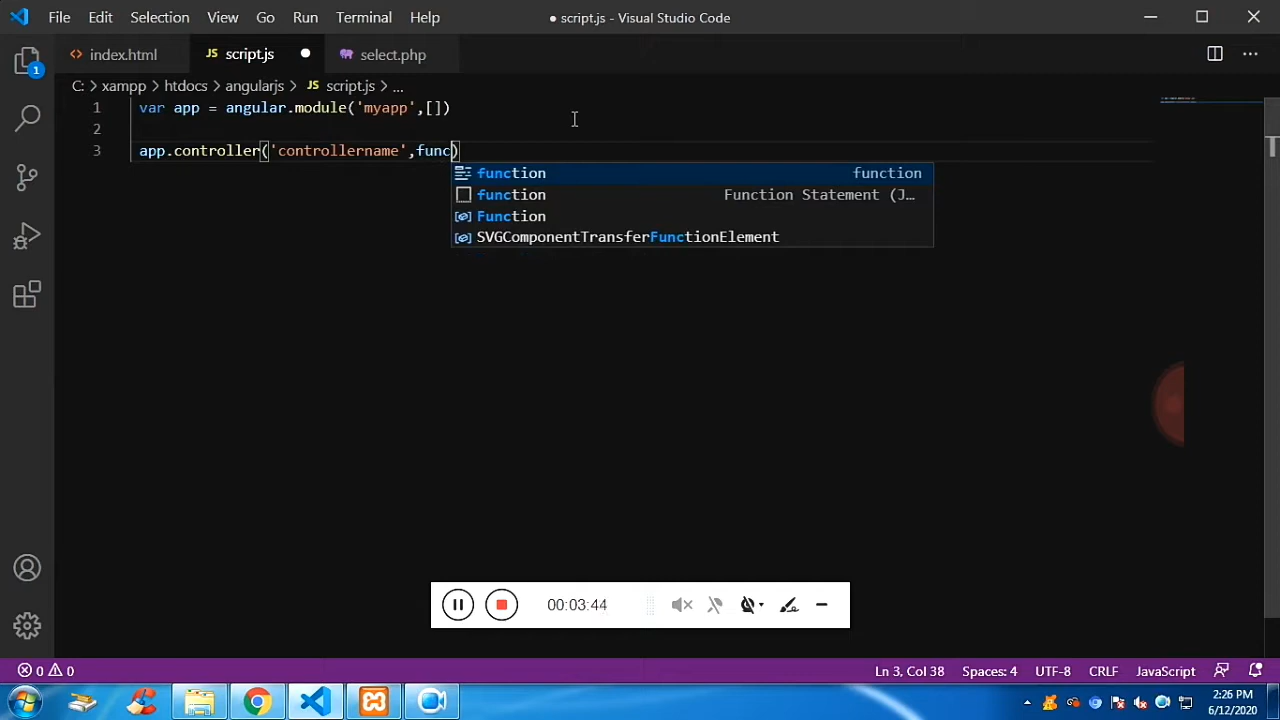 File Edit Selection View Go Run Terminal Help ● script.js - Visual Studio Code
<> index.html JS script.js ● select.php
1
C: > xampp > htdocs > angularjs > JS script.js > ...
1 var app = angular.module('myapp',[])
2
3 app.controller('controllername',func)
function function
function Function Statement (J…
Function
SVGComponentTransferFunctionElement
00:03:44
0 0 Ln 3, Col 38 Spaces: 4 UTF-8 CRLF JavaScript
2:26 PM
6/12/2020